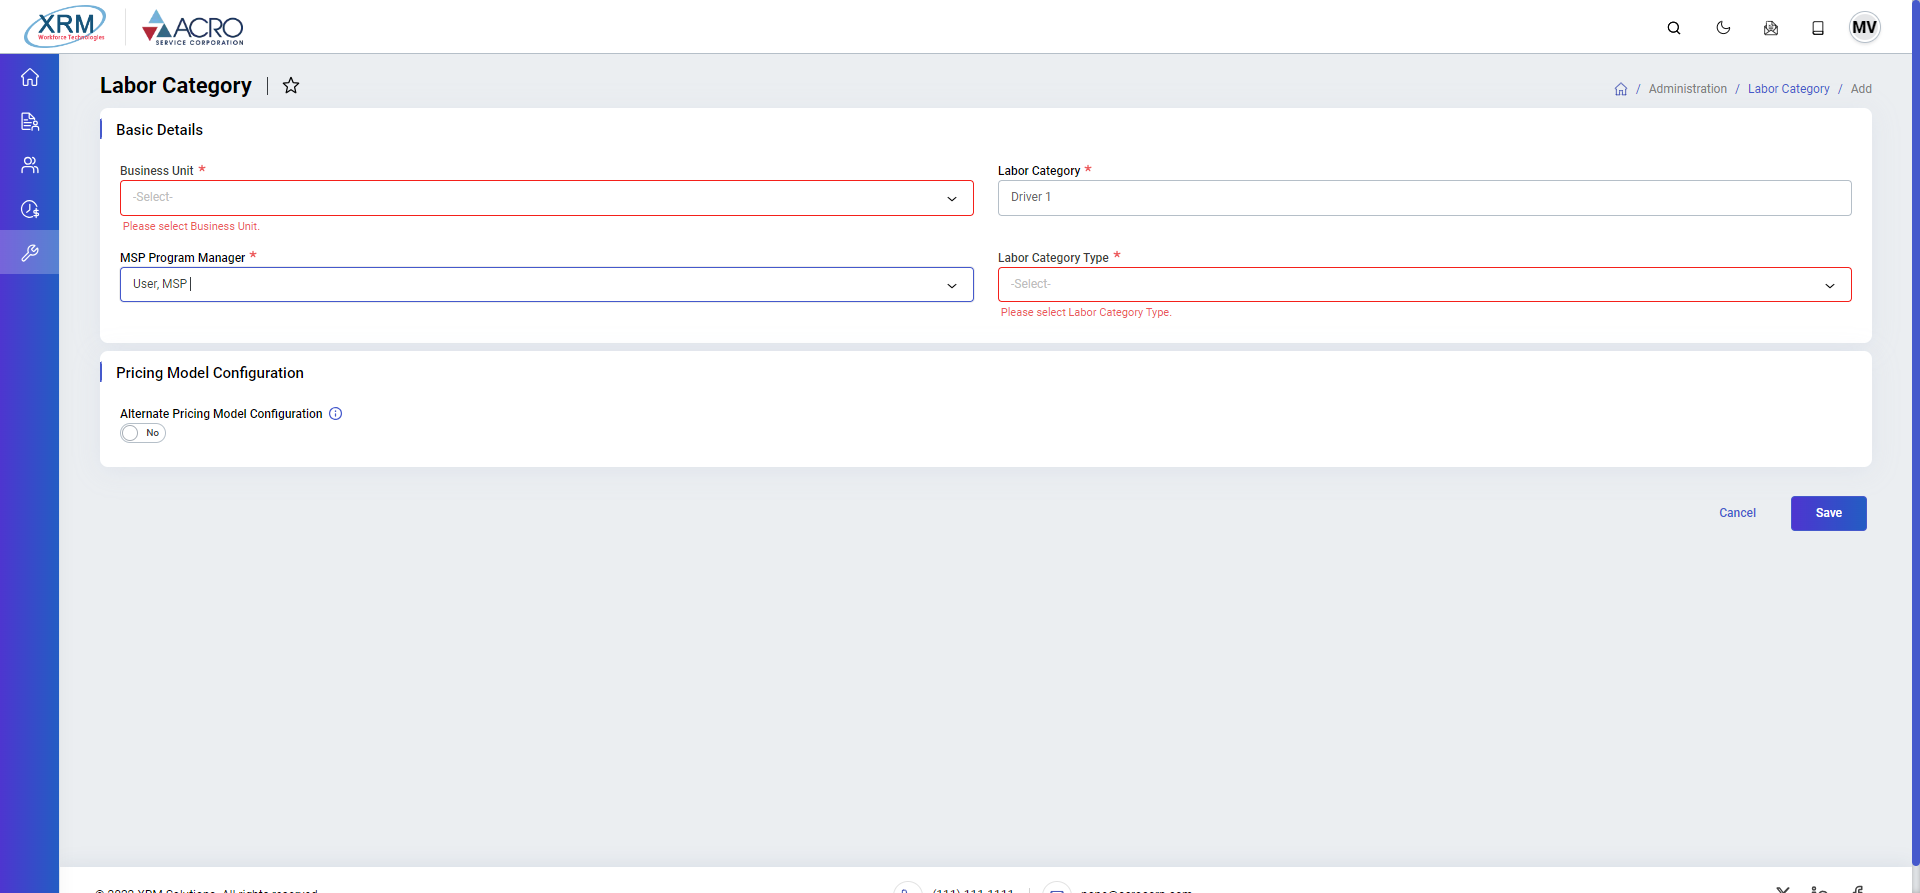 XRM
Workforce Technologies
ACRO
SERVICE CORPORATION
MV
Labor Category
/ Administration / Labor Category / Add
Basic Details
Business Unit *
-Select-
Please select Business Unit.
Labor Category *
Driver 1
MSP Program Manager *
User, MSP
Labor Category Type *
-Select-
Please select Labor Category Type.
Pricing Model Configuration
Alternate Pricing Model Configuration
No
Cancel
Save